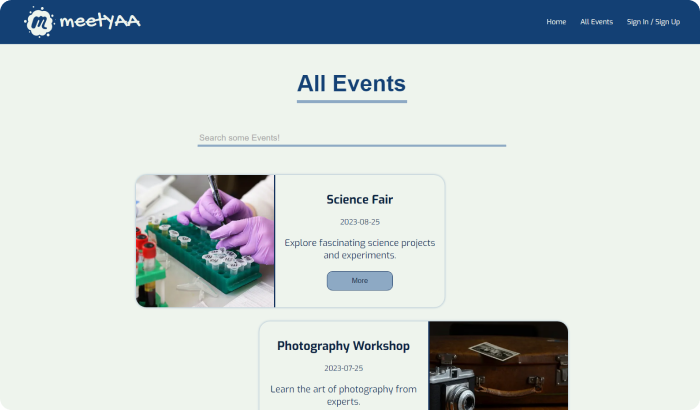 m meetyAA
Home All Events Sign In / Sign Up
All Events
Search some Events!
Science Fair
2023-08-25
Explore fascinating science projects
and experiments.
More
Photography Workshop
2023-07-25
Learn the art of photography from
experts.